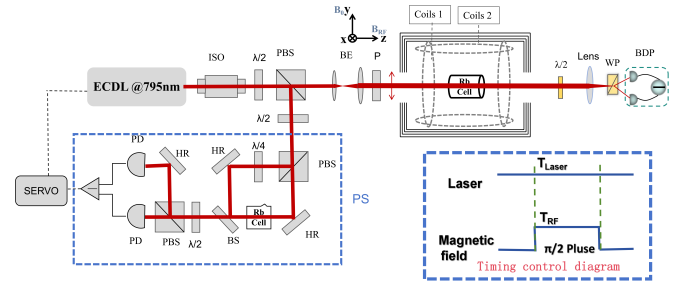 B₀ y
B_RF
x z
Coils 1
Coils 2
ISO
λ/2
PBS
BE
P
λ/2
Lens
WP
BDP
ECDL @795nm
Rb
Cell
λ/2
PD
HR
HR
λ/4
PBS
SERVO
PS
Rb
Cell
PD
PBS
λ/2
BS
HR
T_Laser
Laser
T_RF
Magnetic
field
π/2 Pluse
Timing control diagram